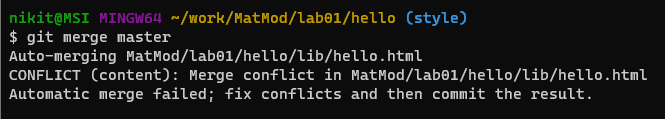 nikit@MSI MINGW64 ~/work/MatMod/lab01/hello (style)
$ git merge master
Auto-merging MatMod/lab01/hello/lib/hello.html
CONFLICT (content): Merge conflict in MatMod/lab01/hello/lib/hello.html
Automatic merge failed; fix conflicts and then commit the result.